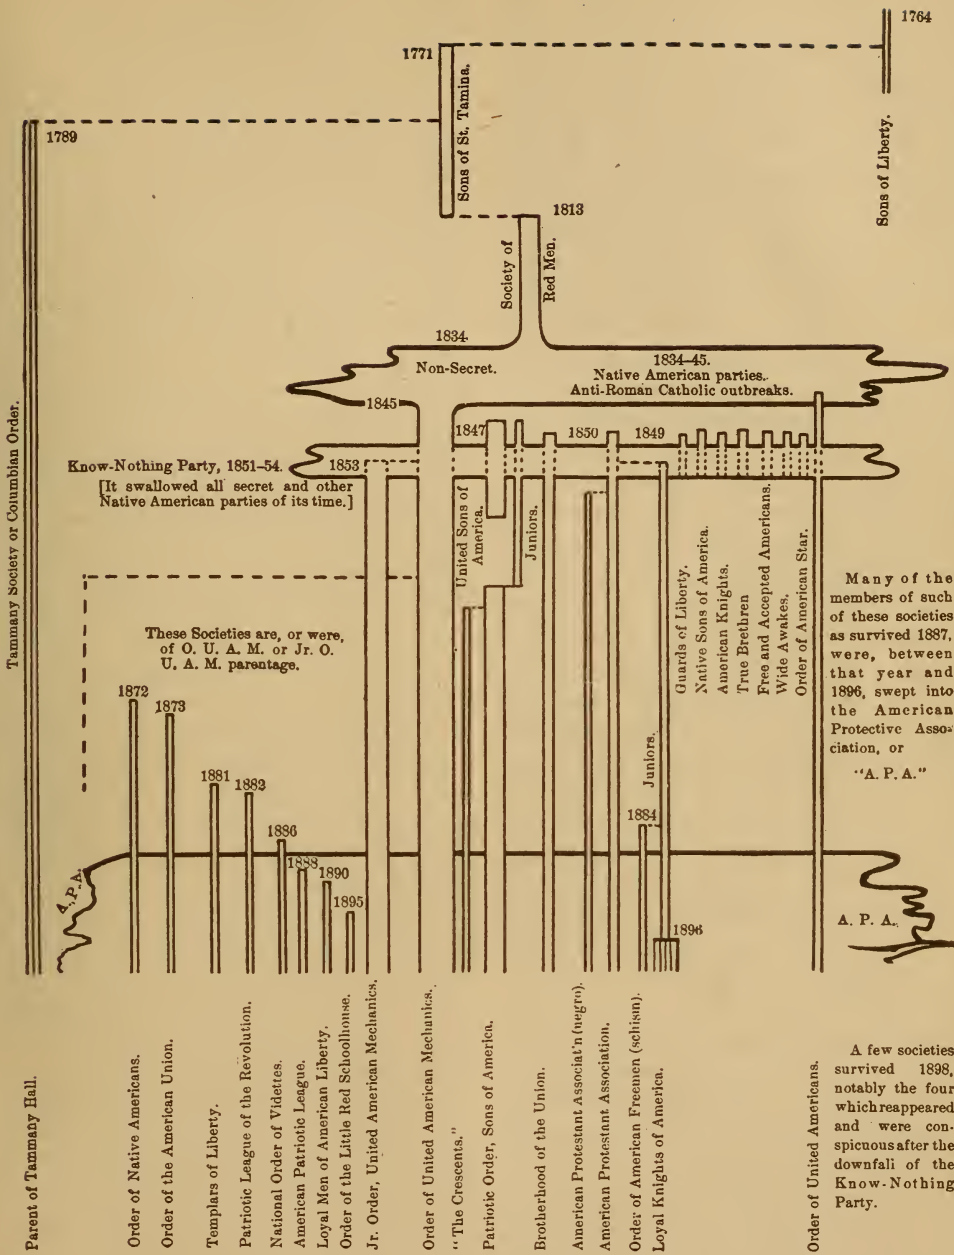 1764
1771
Sons of St. Tamina.
1789
Sons of Liberty.
1813
Society of
Red Men.
1834
Non-Secret.
1834–45.
Native American parties.
Anti-Roman Catholic outbreaks.
Tammany Society or Columbian Order.
1845
1847
1850
1849
Know-Nothing Party, 1851–54.
[It swallowed all secret and other
Native American parties of its time.]
1853
United Sons of
America.
Juniors.
Guards of Liberty.
Native Sons of America.
American Knights.
True Brethren
Free and Accepted Americans.
Wide Awakes.
Order of American Star.
Many of the
members of such
of these societies
as survived 1887,
were, between
that year and
1896, swept into
the American
Protective Asso-
ciation, or
"A. P. A."
These Societies are, or were,
of O. U. A. M. or Jr. O.
U. A. M. parentage.
1872
1873
1881
1883
1886
1888
1890
1895
Juniors.
1884
1896
A. P. A.
A. P. A.
Parent of Tammany Hall.
Order of Native Americans.
Order of the American Union.
Templars of Liberty.
Patriotic League of the Revolution.
National Order of Videttes.
American Patriotic League.
Loyal Men of American Liberty.
Order of the Little Red Schoolhouse.
Jr. Order, United American Mechanics.
Order of United American Mechanics.
"The Crescents."
Patriotic Order, Sons of America.
Brotherhood of the Union.
American Protestant Associat'n (negro).
American Protestant Association.
Order of American Freemen (schism).
Loyal Knights of America.
Order of United Americans.
A few societies
survived 1898,
notably the four
which reappeared
and were con-
spicnous after the
downfall of the
Know-Nothing
Party.